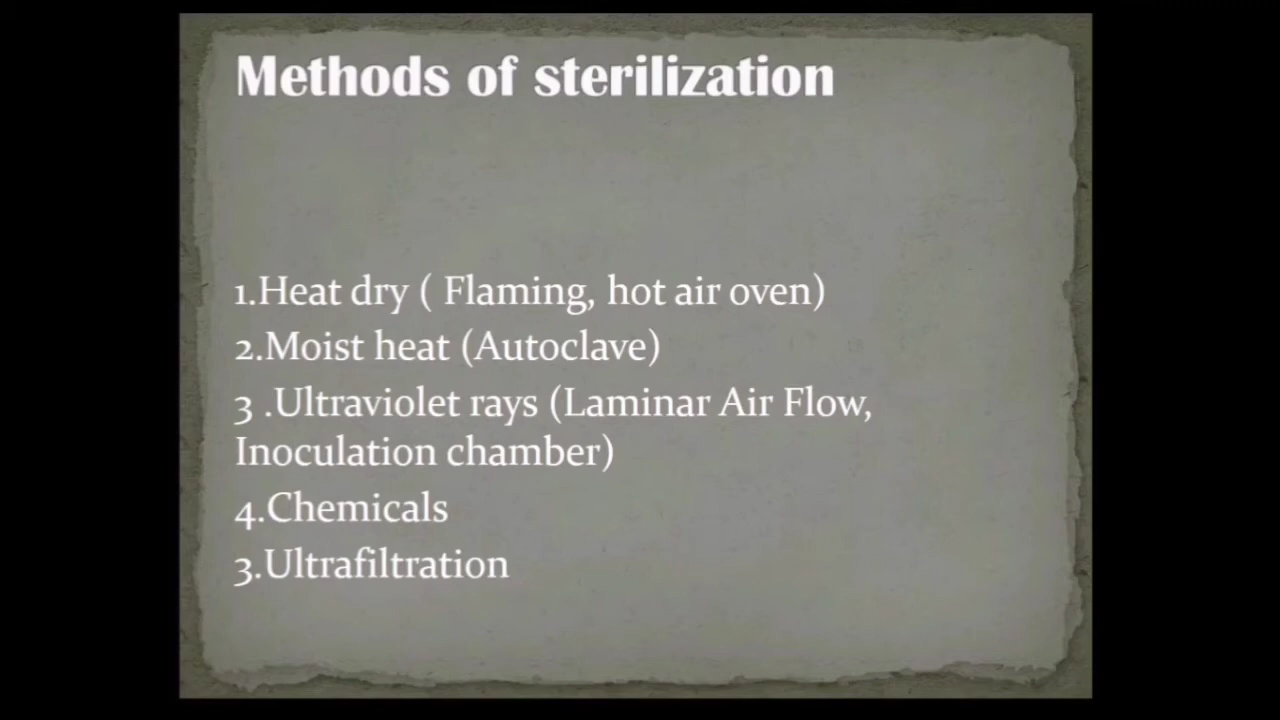 Methods of sterilization
1.Heat dry ( Flaming, hot air oven)
2.Moist heat (Autoclave)
3 .Ultraviolet rays (Laminar Air Flow,
Inoculation chamber)
4.Chemicals
3.Ultrafiltration